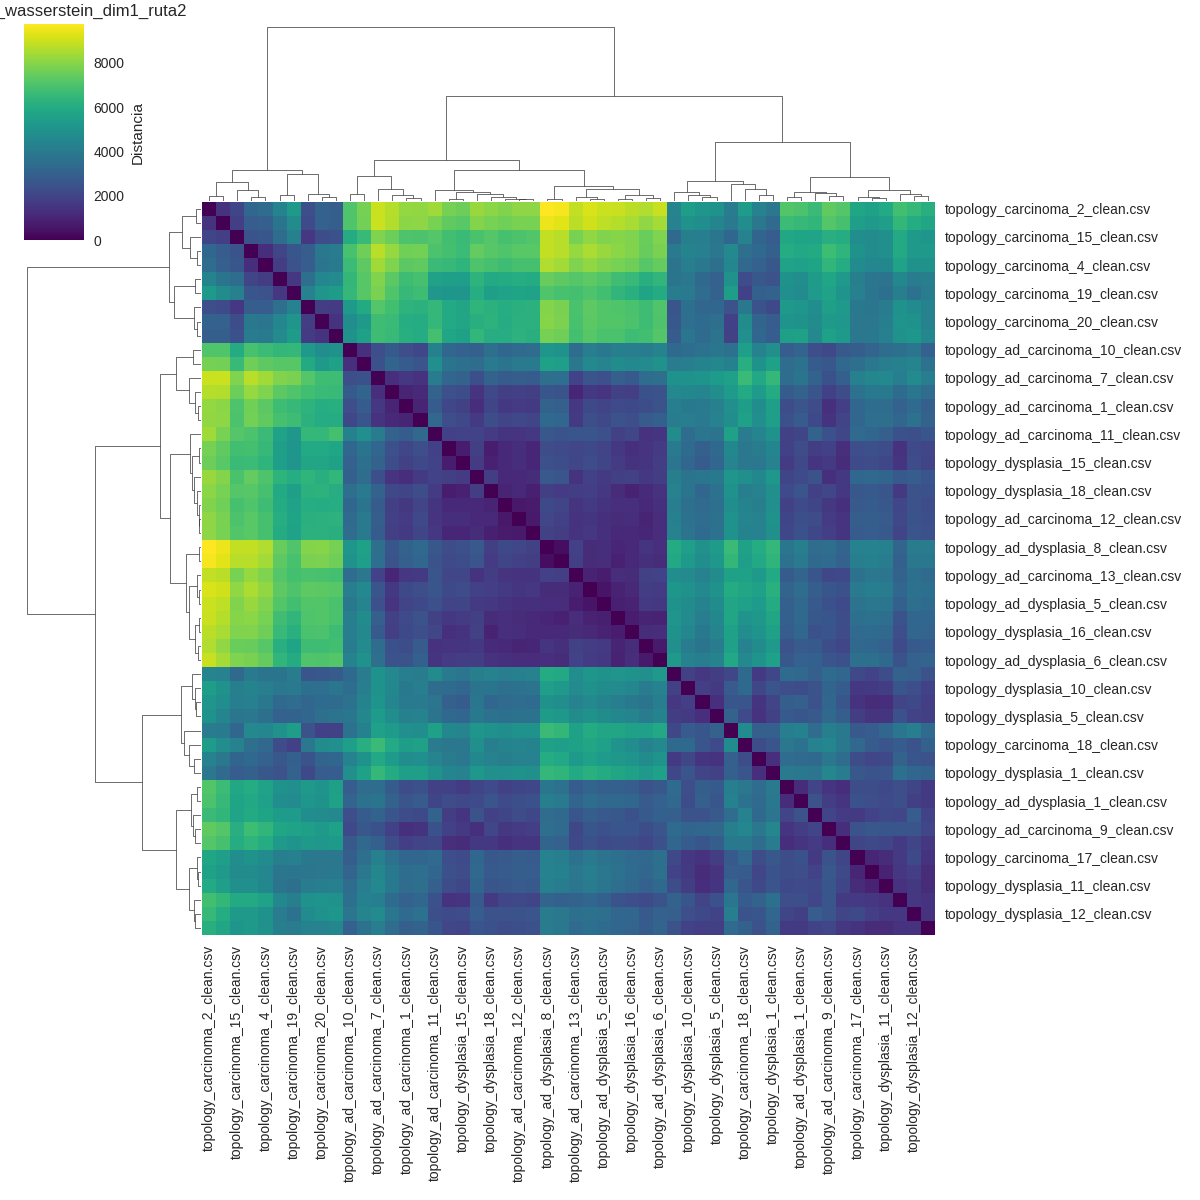 _wasserstein_dim1_ruta2
8000
6000
4000
2000
0
Distancia
topology_carcinoma_2_clean.csv
topology_carcinoma_15_clean.csv
topology_carcinoma_4_clean.csv
topology_carcinoma_19_clean.csv
topology_carcinoma_20_clean.csv
topology_ad_carcinoma_10_clean.csv
topology_ad_carcinoma_7_clean.csv
topology_ad_carcinoma_1_clean.csv
topology_ad_carcinoma_11_clean.csv
topology_dysplasia_15_clean.csv
topology_dysplasia_18_clean.csv
topology_ad_carcinoma_12_clean.csv
topology_ad_dysplasia_8_clean.csv
topology_ad_carcinoma_13_clean.csv
topology_ad_dysplasia_5_clean.csv
topology_dysplasia_16_clean.csv
topology_ad_dysplasia_6_clean.csv
topology_dysplasia_10_clean.csv
topology_dysplasia_5_clean.csv
topology_carcinoma_18_clean.csv
topology_dysplasia_1_clean.csv
topology_ad_dysplasia_1_clean.csv
topology_ad_carcinoma_9_clean.csv
topology_carcinoma_17_clean.csv
topology_dysplasia_11_clean.csv
topology_dysplasia_12_clean.csv
topology_carcinoma_2_clean.csv
topology_carcinoma_15_clean.csv
topology_carcinoma_4_clean.csv
topology_carcinoma_19_clean.csv
topology_carcinoma_20_clean.csv
topology_ad_carcinoma_10_clean.csv
topology_ad_carcinoma_7_clean.csv
topology_ad_carcinoma_1_clean.csv
topology_ad_carcinoma_11_clean.csv
topology_dysplasia_15_clean.csv
topology_dysplasia_18_clean.csv
topology_ad_carcinoma_12_clean.csv
topology_ad_dysplasia_8_clean.csv
topology_ad_carcinoma_13_clean.csv
topology_ad_dysplasia_5_clean.csv
topology_dysplasia_16_clean.csv
topology_ad_dysplasia_6_clean.csv
topology_dysplasia_10_clean.csv
topology_dysplasia_5_clean.csv
topology_carcinoma_18_clean.csv
topology_dysplasia_1_clean.csv
topology_ad_dysplasia_1_clean.csv
topology_ad_carcinoma_9_clean.csv
topology_carcinoma_17_clean.csv
topology_dysplasia_11_clean.csv
topology_dysplasia_12_clean.csv